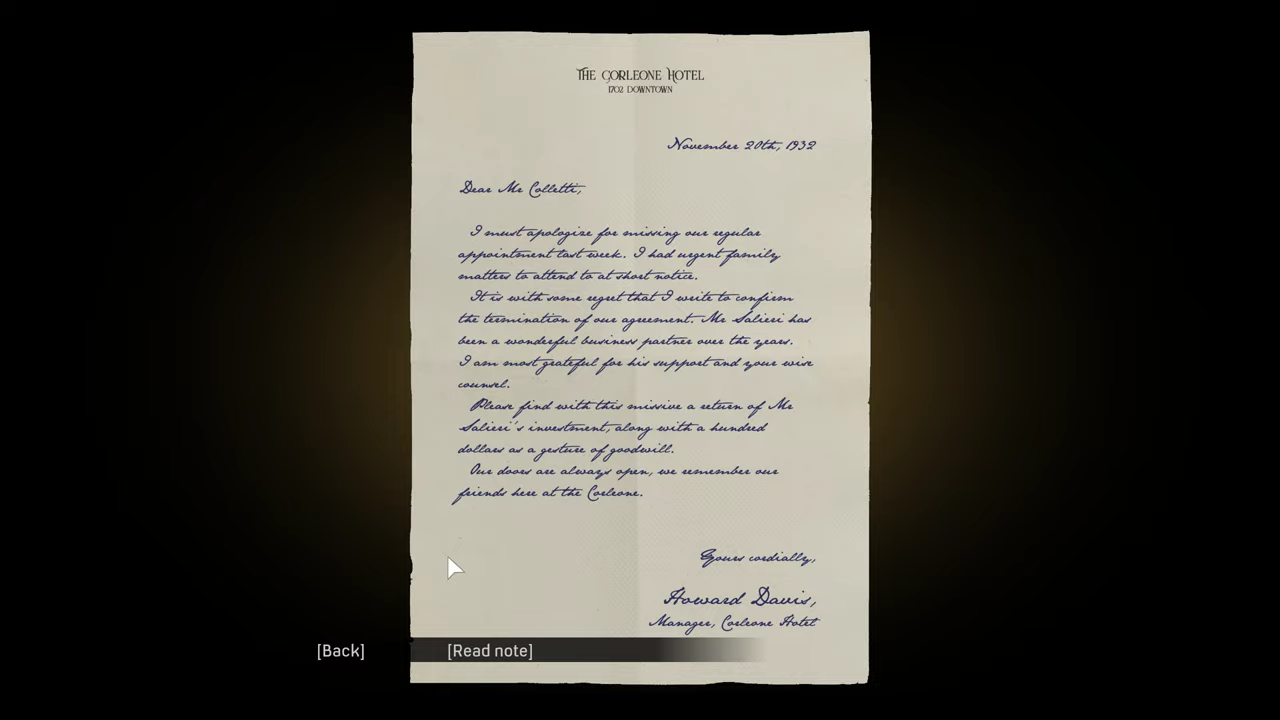 THE CORLEONE HOTEL
1702 DOWNTOWN
November 20th, 1932
Dear Mr Colletti,
I must apologize for missing our regular
appointment last week. I had urgent family
matters to attend to at short notice.
It is with some regret that I write to confirm
the termination of our agreement. Mr Salieri has
been a wonderful business partner over the years.
I am most grateful for his support and your wise
counsel.
Please find with this missive a return of Mr
Salieri's investment, along with a hundred
dollars as a gesture of goodwill.
Our doors are always open, we remember our
friends here at the Corleone.
Yours cordially,
Howard Davis,
Manager, Corleone Hotel
[Back] [Read note]